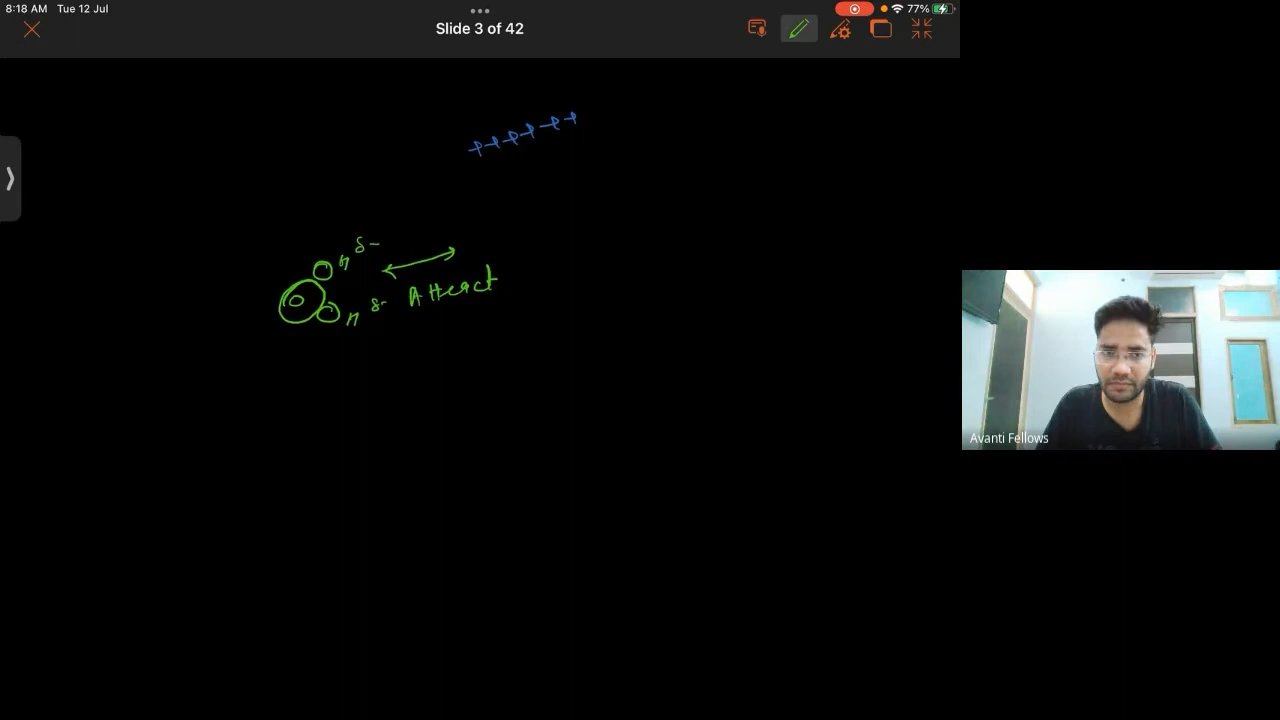 8:18 AM Tue 12 Jul
77%
Slide 3 of 42
+ + + + + +
H δ-
H δ- Attract
O
Avanti Fellows